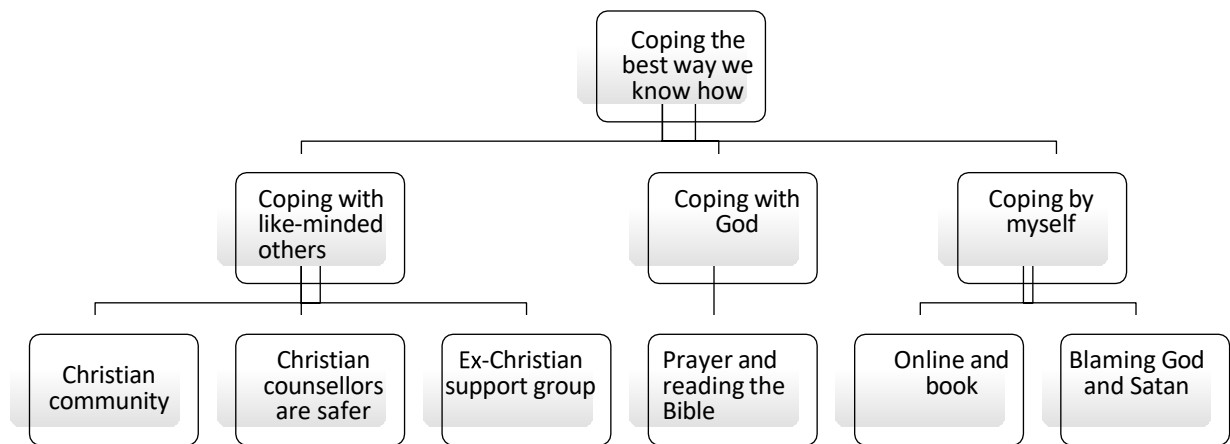 Coping the
best way we
know how
Coping with
like-minded
others
Coping with
God
Coping by
myself
Christian
community
Christian
counsellors
are safer
Ex-Christian
support group
Prayer and
reading the
Bible
Online and
book
Blaming God
and Satan